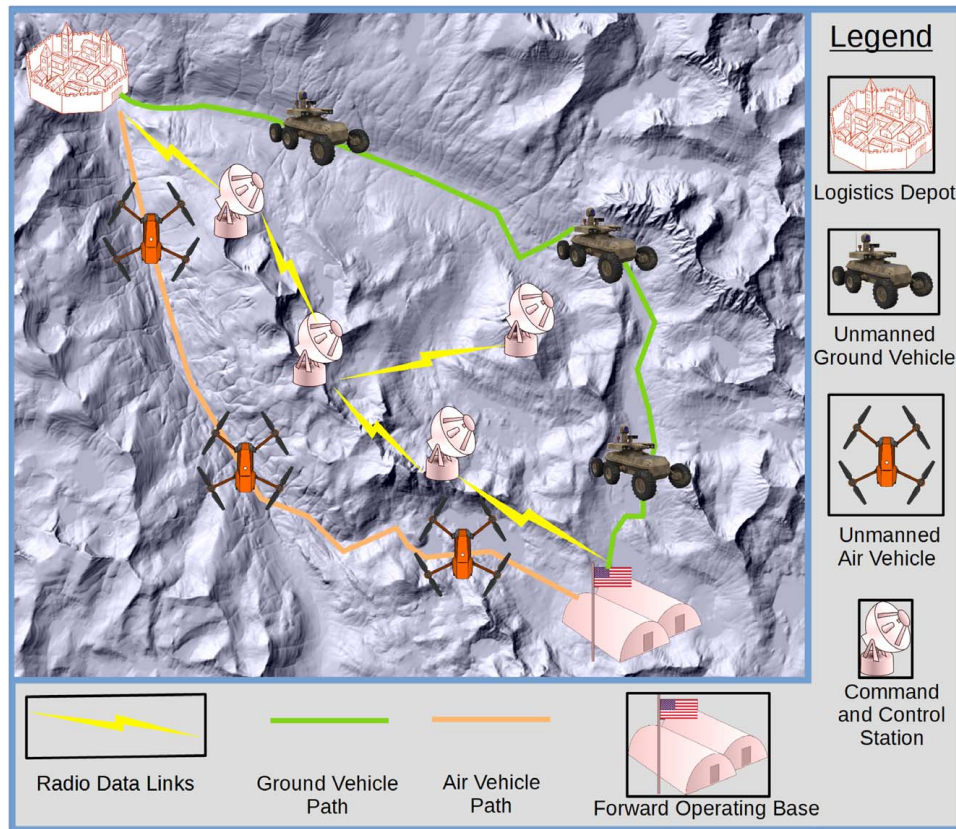 Legend
Logistics Depot
Unmanned
Ground Vehicle
Unmanned
Air Vehicle
Command
and Control
Station
Radio Data Links
Ground Vehicle
Path
Air Vehicle
Path
Forward Operating Base